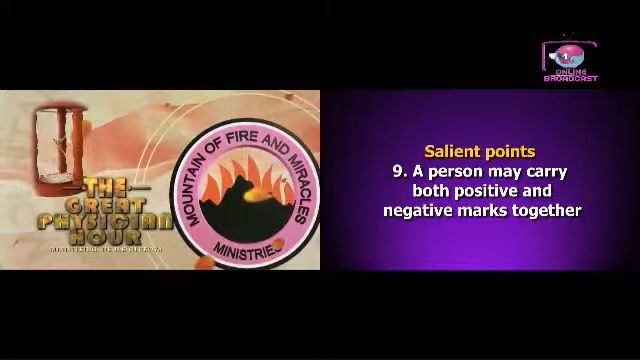 ONLINE
BROADCAST
THE
GREAT
PHYSICIAN
HOUR
MOUNTAIN OF FIRE AND MIRACLES
MINISTRIES
Salient points
9. A person may carry
both positive and
negative marks together